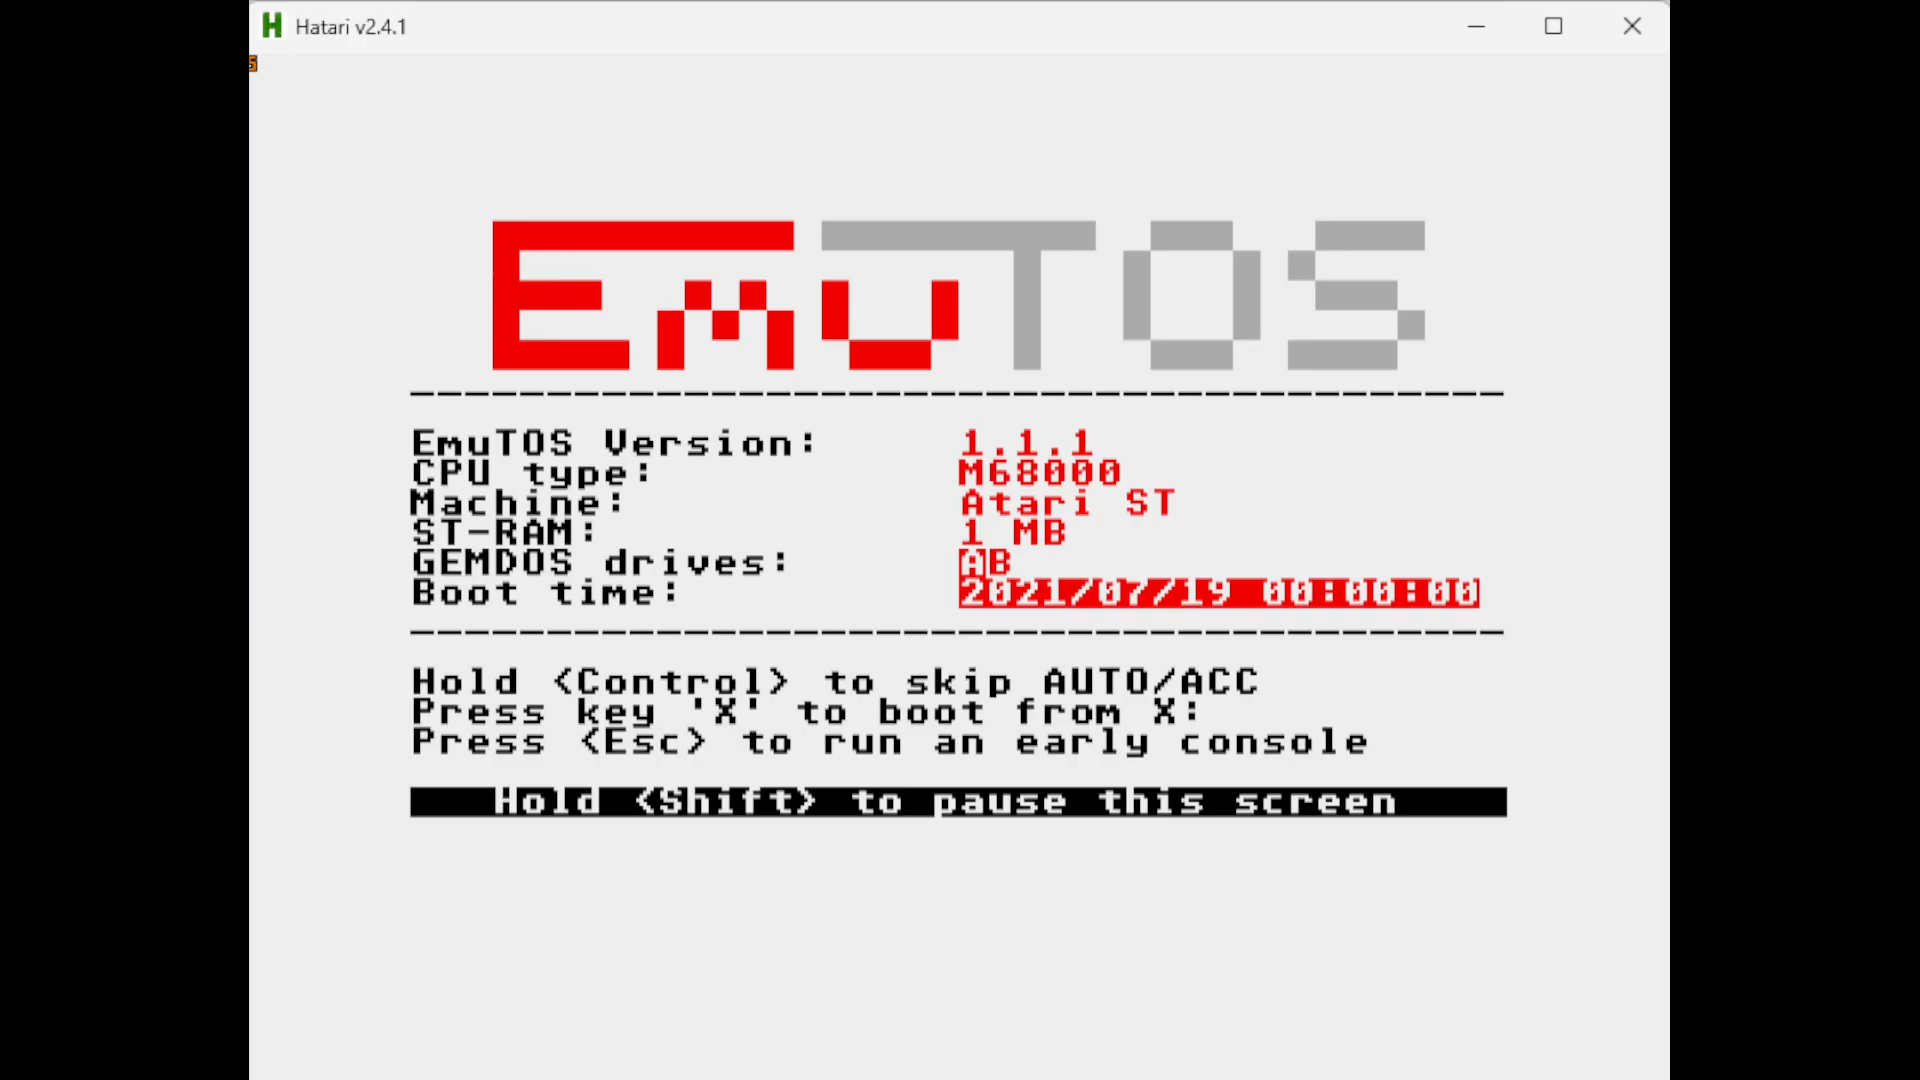 Hatari v2.4.1
EmuTOS
EmuTOS Version: 1.1.1
CPU type: M68000
Machine: Atari ST
ST-RAM: 1 MB
GEMDOS drives: AB
Boot time: 2021/07/19 00:00:00
Hold <Control> to skip AUTO/ACC
Press key 'X' to boot from X:
Press <Esc> to run an early console
Hold <Shift> to pause this screen